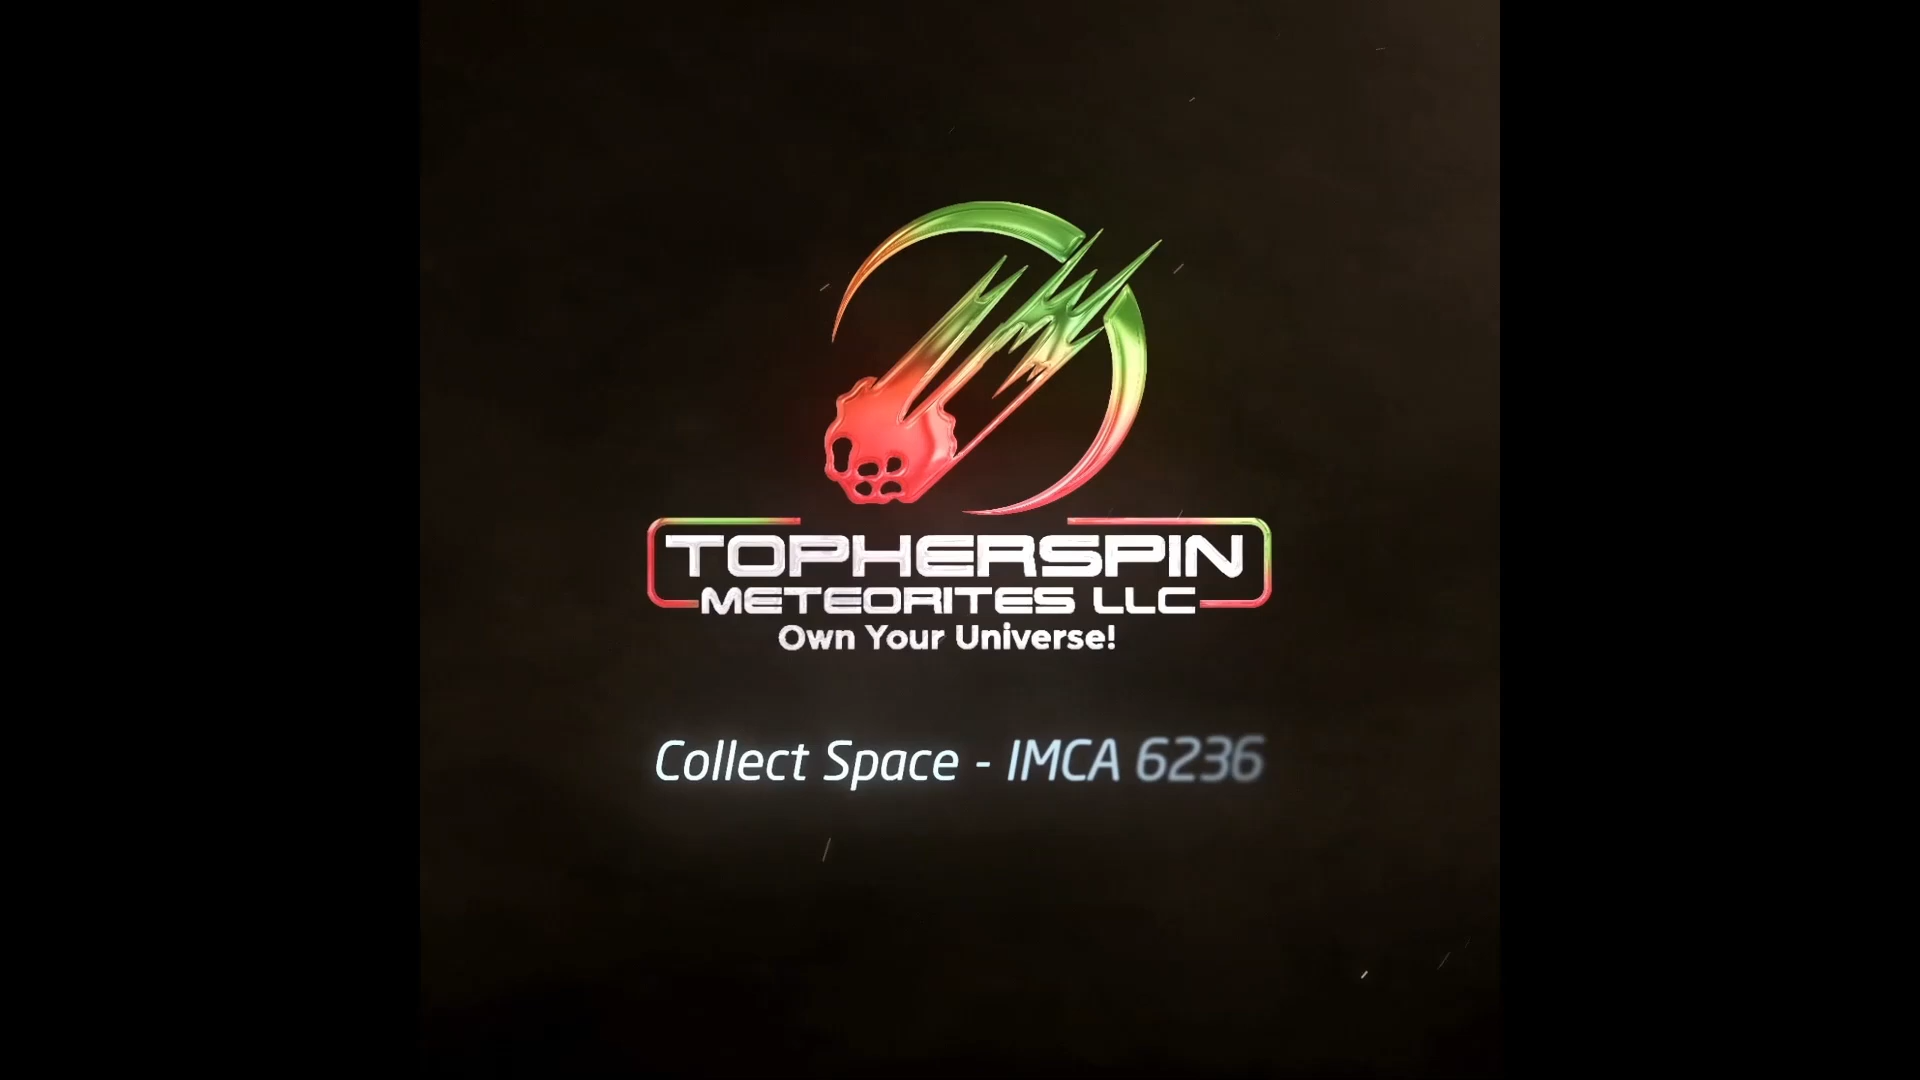 TOPHERSPIN
METEORITES LLC
Own Your Universe!
Collect Space - IMCA 6236